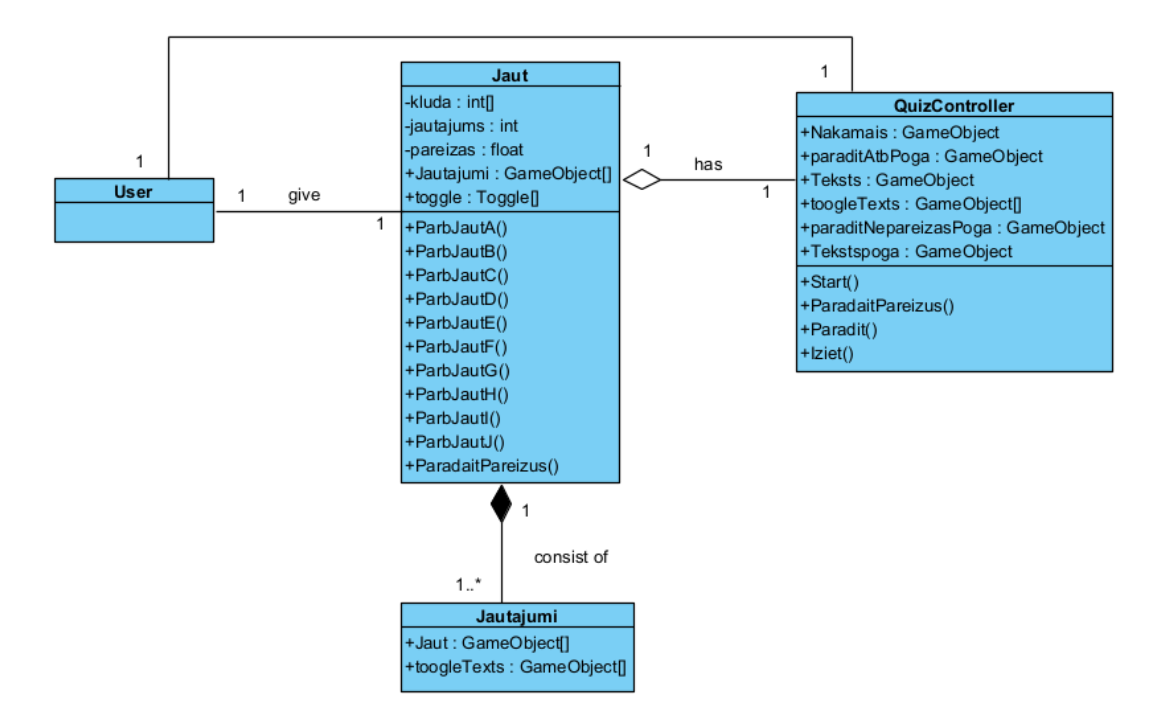 Jaut
-kluda : int[]
-jautajums : int
-pareizas : float
+Jautajumi : GameObject[]
+toggle : Toggle[]
+ParbJautA()
+ParbJautB()
+ParbJautC()
+ParbJautD()
+ParbJautE()
+ParbJautF()
+ParbJautG()
+ParbJautH()
+ParbJautI()
+ParbJautJ()
+ParadaitPareizus()
1
QuizController
+Nakamais : GameObject
+paraditAtbPoga : GameObject
+Teksts : GameObject
+toogleTexts : GameObject[]
+paraditNepareizasPoga : GameObject
+Tekstspoga : GameObject
+Start()
+ParadaitPareizus()
+Paradit()
+Iziet()
1
has
1
1
User
1
give
1
1
consist of
1..*
Jautajumi
+Jaut : GameObject[]
+toogleTexts : GameObject[]